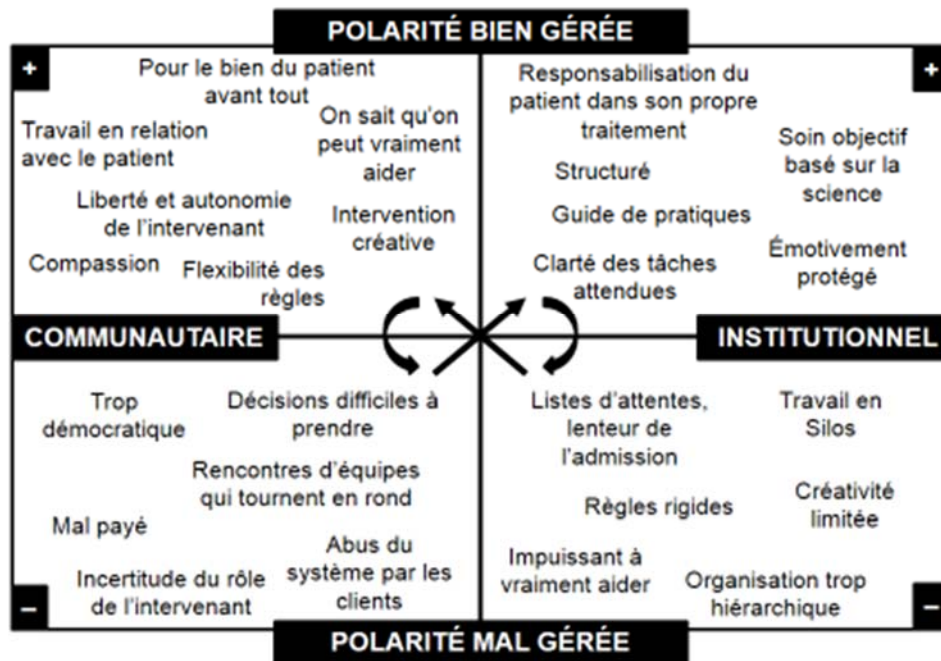 POLARITÉ BIEN GÉRÉE
+
Pour le bien du patient
avant tout
Travail en relation
avec le patient
On sait qu'on
peut vraiment
aider
Liberté et autonomie
de l'intervenant
Intervention
créative
Compassion
Flexibilité des
règles
+
Responsabilisation du
patient dans son propre
traitement
Soin objectif
basé sur la
science
Structuré
Guide de pratiques
Clarté des tâches
attendues
Émotivement
protégé
COMMUNAUTAIRE
INSTITUTIONNEL
Trop
démocratique
Décisions difficiles à
prendre
Rencontres d'équipes
qui tournent en rond
Mal payé
Abus du
système par les
clients
Incertitude du rôle
de l'intervenant
–
Listes d'attentes,
lenteur de
l'admission
Travail en
Silos
Règles rigides
Créativité
limitée
Impuissant à
vraiment aider
Organisation trop
hiérarchique
–
POLARITÉ MAL GÉRÉE